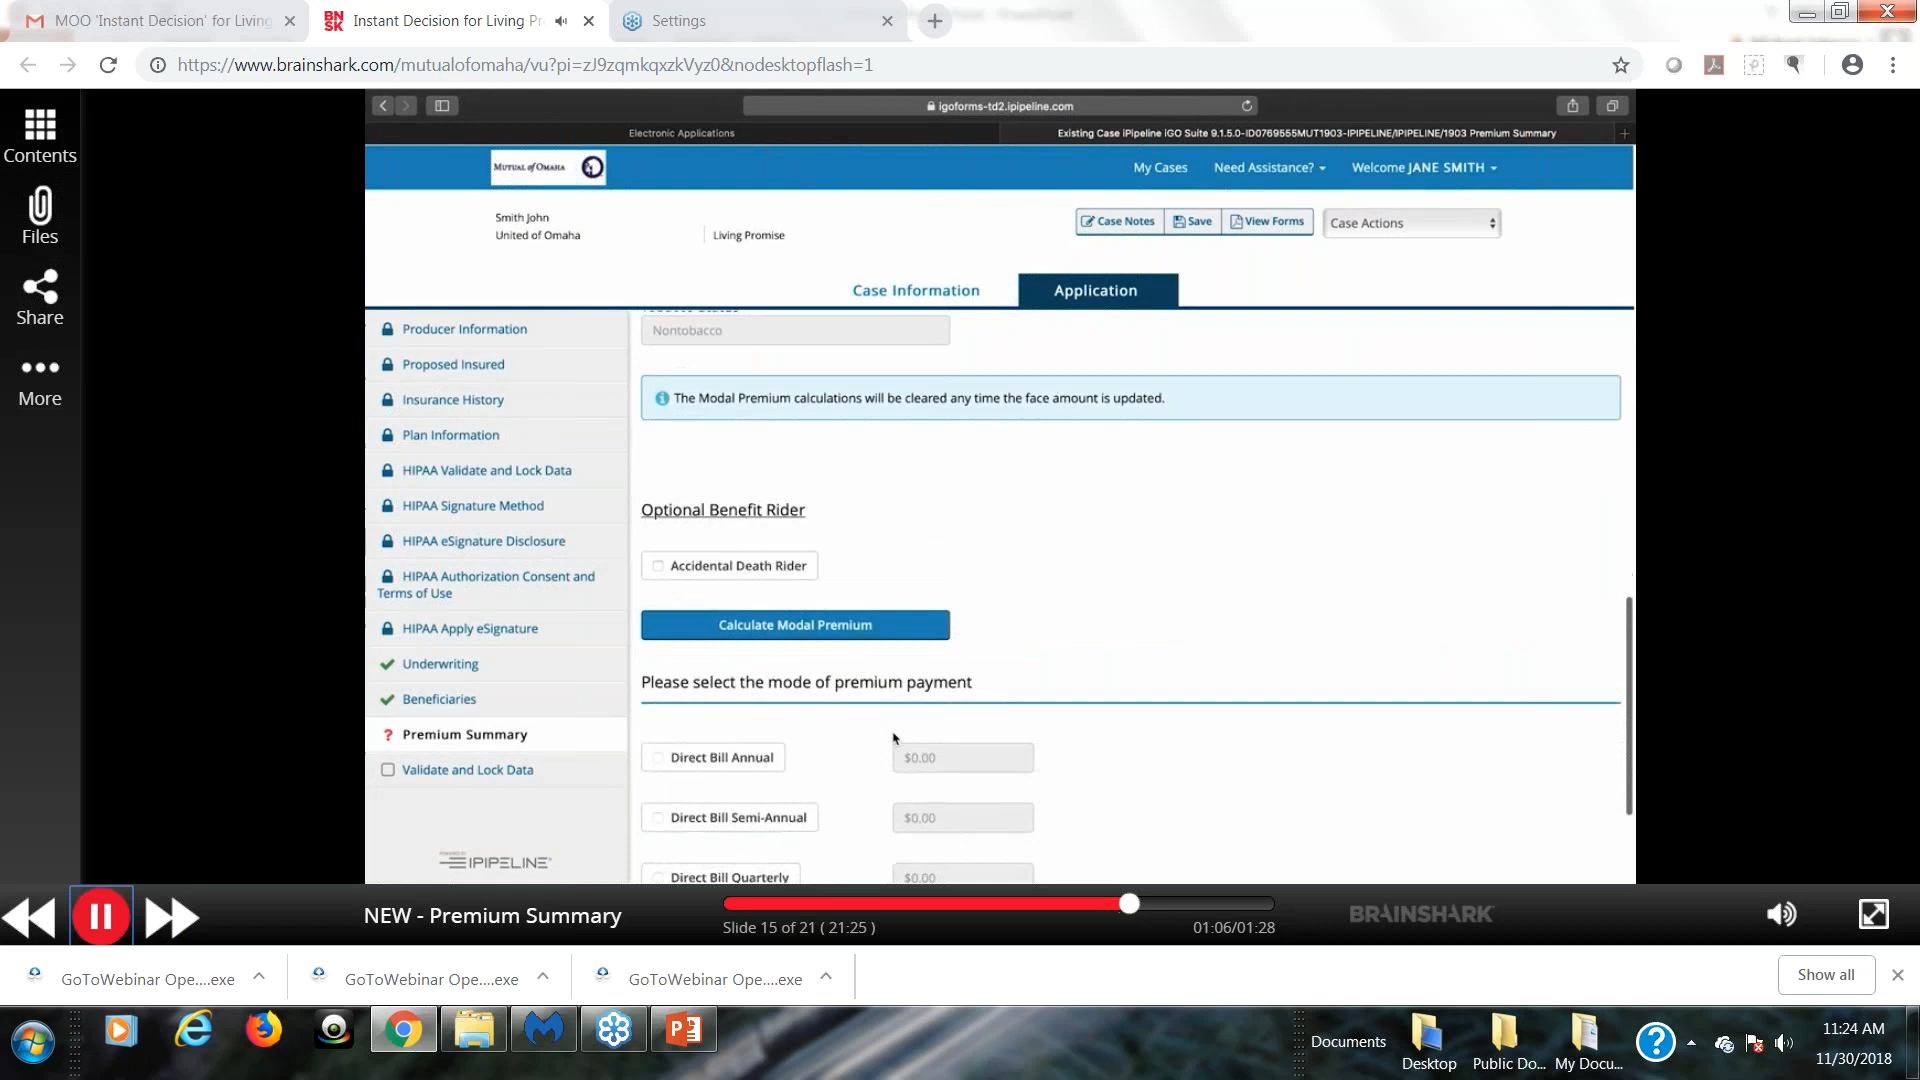 MOO 'Instant Decision' for Living
BN
SK
Instant Decision for Living Pr
Settings
https://www.brainshark.com/mutualofomaha/vu?pi=zJ9zqmkqxzkVyz0&nodesktopflash=1
Contents
Files
Share
More
igoforms-td2.ipipeline.com
Electronic Applications
Existing Case iPipeline iGO Suite 9.1.5.0-ID0769555MUT1903-IPIPELINE/IPIPELINE/1903 Premium Summary
MUTUAL of OMAHA
My Cases
Need Assistance?
Welcome JANE SMITH
Smith John
United of Omaha
Living Promise
Case Notes
Save
View Forms
Case Actions
Case Information
Application
Producer Information
Proposed Insured
Insurance History
Plan Information
HIPAA Validate and Lock Data
HIPAA Signature Method
HIPAA eSignature Disclosure
HIPAA Authorization Consent and
Terms of Use
HIPAA Apply eSignature
Underwriting
Beneficiaries
? Premium Summary
Validate and Lock Data
IPIPELINE
Nontobacco
The Modal Premium calculations will be cleared any time the face amount is updated.
Optional Benefit Rider
Accidental Death Rider
Calculate Modal Premium
Please select the mode of premium payment
Direct Bill Annual
$0.00
Direct Bill Semi-Annual
$0.00
Direct Bill Quarterly
$0.00
NEW - Premium Summary
Slide 15 of 21 ( 21:25 )
01:06/01:28
BRAINSHARK
GoToWebinar Ope....exe
GoToWebinar Ope....exe
GoToWebinar Ope....exe
Show all
Documents
Desktop
Public Do...
My Docu...
11:24 AM
11/30/2018